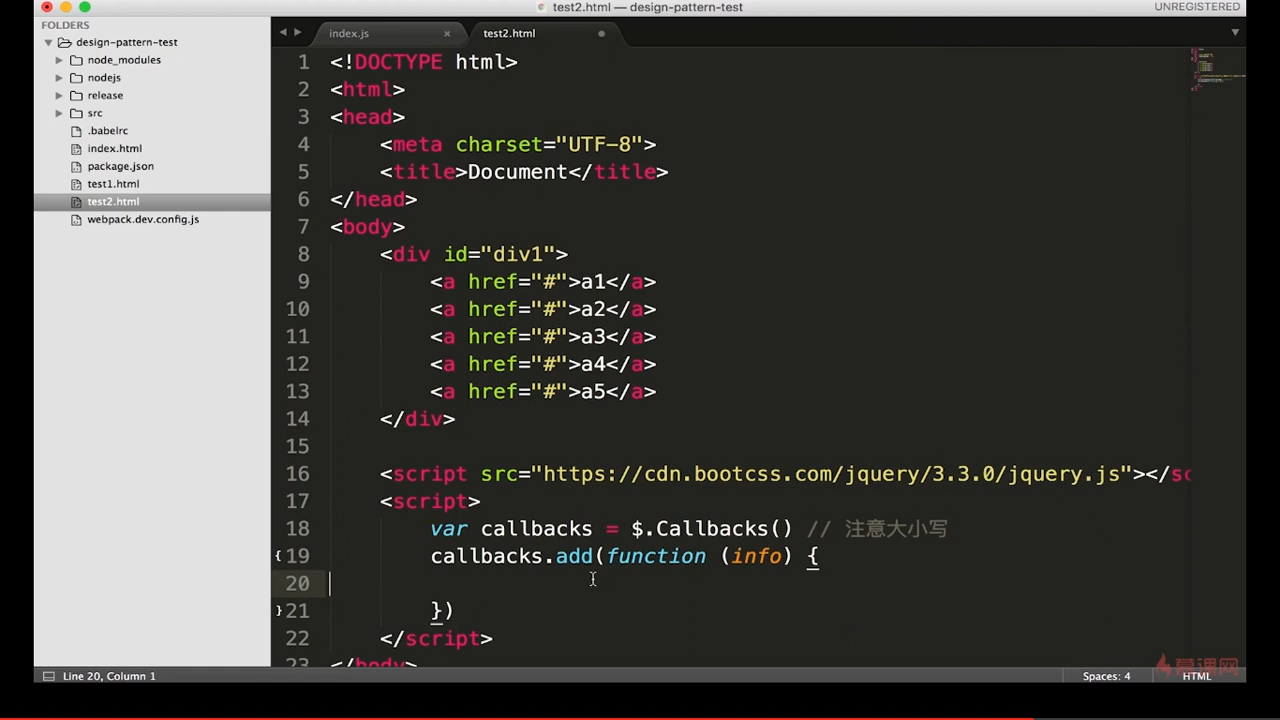 test2.html — design-pattern-test
UNREGISTERED
FOLDERS
design-pattern-test
node_modules
nodejs
release
src
.babelrc
index.html
package.json
test1.html
test2.html
webpack.dev.config.js
index.js ×
test2.html
1 <!DOCTYPE html>
2 <html>
3 <head>
4 <meta charset="UTF-8">
5 <title>Document</title>
6 </head>
7 <body>
8 <div id="div1">
9 <a href="#">a1</a>
10 <a href="#">a2</a>
11 <a href="#">a3</a>
12 <a href="#">a4</a>
13 <a href="#">a5</a>
14 </div>
15
16 <script src="https://cdn.bootcss.com/jquery/3.3.0/jquery.js"></sc
17 <script>
18 var callbacks = $.Callbacks() // 注意大小写
{19 callbacks.add(function (info) {
20
}21 })
22 </script>
23 </body>
慕课网
Line 20, Column 1
Spaces: 4
HTML